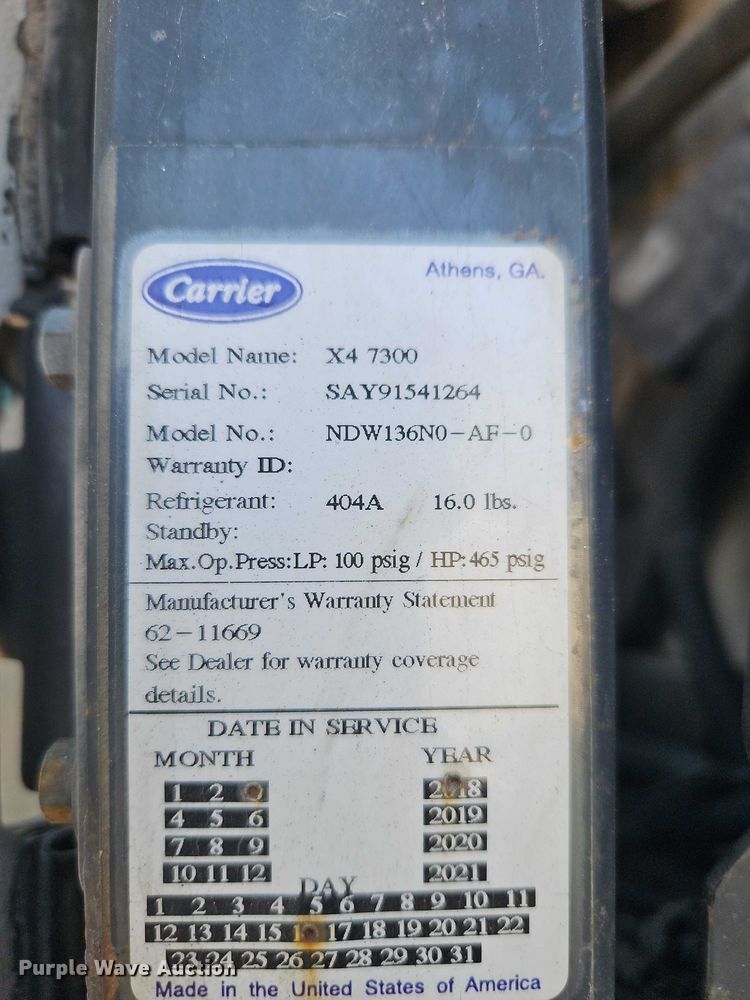 Carrier
Athens, GA.
Model Name: X4 7300
Serial No.: SAY91541264
Model No.: NDW136N0-AF-0
Warranty ID:
Refrigerant: 404A 16.0 lbs.
Standby:
Max.Op.Press:LP: 100 psig / HP:465 psig
Manufacturer's Warranty Statement
62-11669
See Dealer for warranty coverage
details.
DATE IN SERVICE
MONTH YEAR
1 2
4 5 6 2019
7 8 9 2020
10 11 12 2021
DAY
1 2 3 4 5 6 7 8 9 10 11
12 13 14 15 17 18 19 20 21 22
23 24 25 26 27 28 29 30 31
Purple Wave Auction
Made in the United States of America